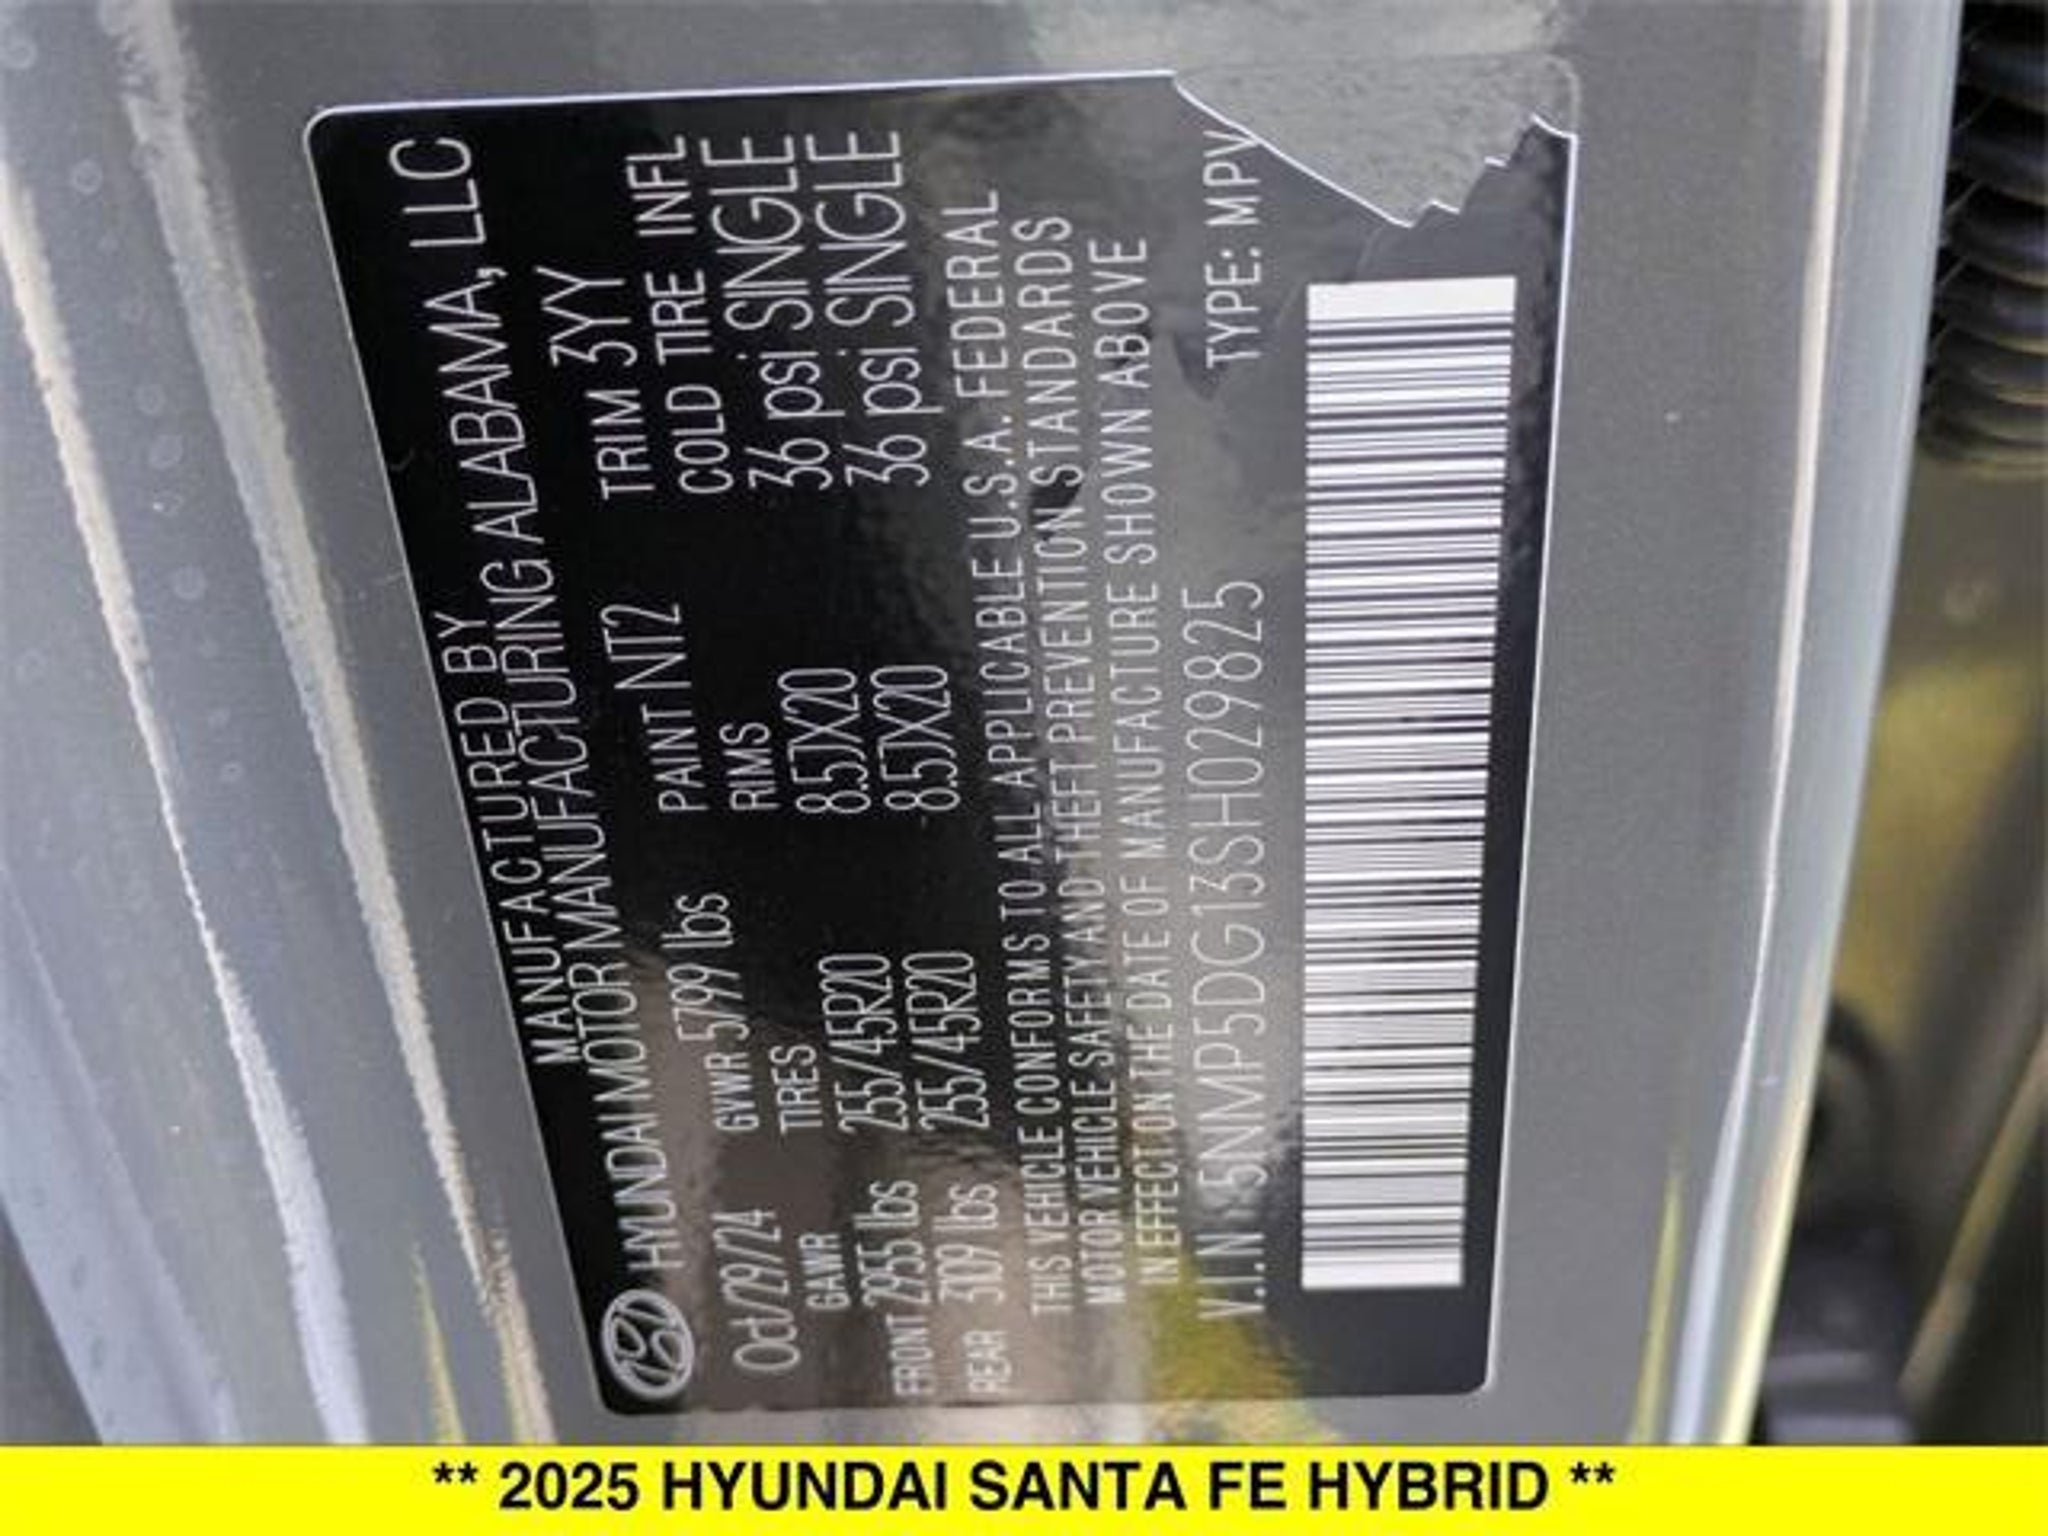 MANUFACTURED BY
HYUNDAI MOTOR MANUFACTURING ALABAMA, LLC
Oct/29/24 GVWR 5799 lbs PAINT NT2 TRIM 3YY
GAWR TIRES RIMS COLD TIRE INFL
FRONT 2955 lbs 255/45R20 8.5JX20 36 psi SINGLE
REAR 3109 lbs 255/45R20 8.5JX20 36 psi SINGLE
THIS VEHICLE CONFORMS TO ALL APPLICABLE U.S.A. FEDERAL
MOTOR VEHICLE SAFETY AND THEFT PREVENTION STANDARDS
IN EFFECT ON THE DATE OF MANUFACTURE SHOWN ABOVE
V.I.N 5NMP5DG13SH029825 TYPE: MPV
** 2025 HYUNDAI SANTA FE HYBRID **